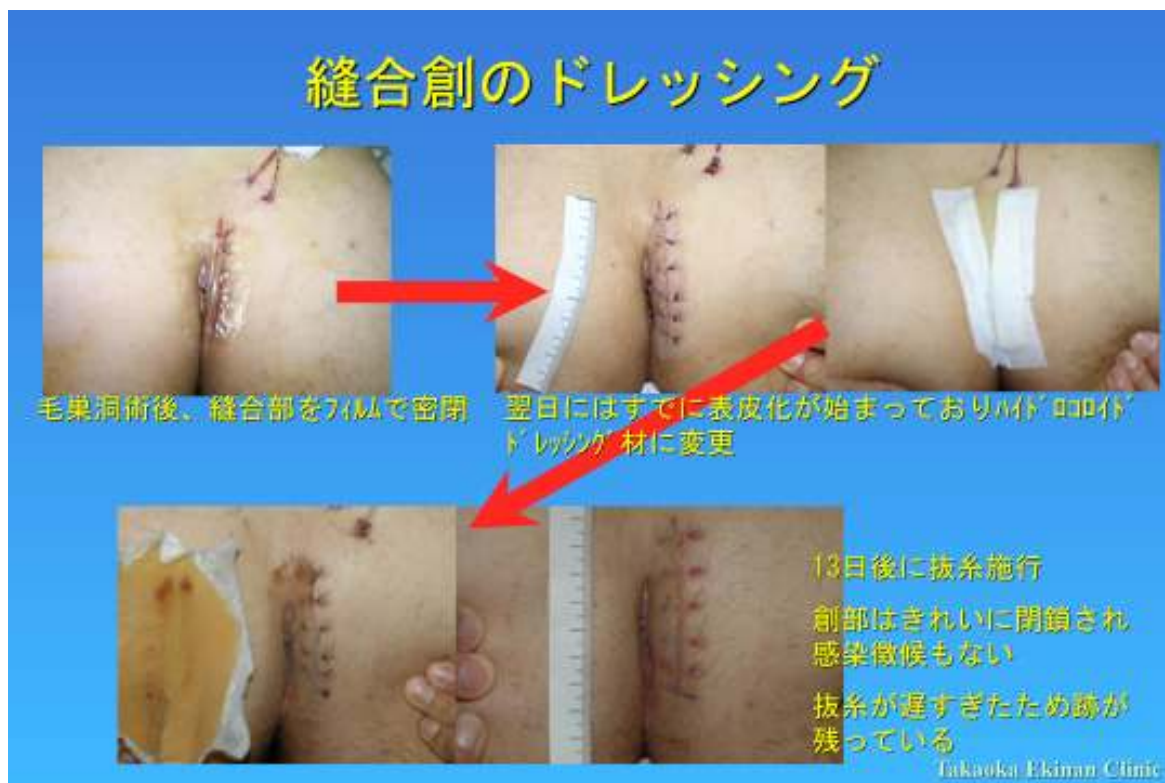 縫合創のドレッシング
毛巣洞術後、縫合部をﾌｨﾙﾑで密閉
翌日にはすでに表皮化が始まっておりﾊｲﾄﾞﾛｺﾛｲﾄﾞ
ﾄﾞﾚｯｼﾝｸﾞ材に変更
13日後に抜糸施行
創部はきれいに閉鎖され
感染徴候もない
抜糸が遅すぎたため跡が
残っている
Takaoka Ekinan Clinic